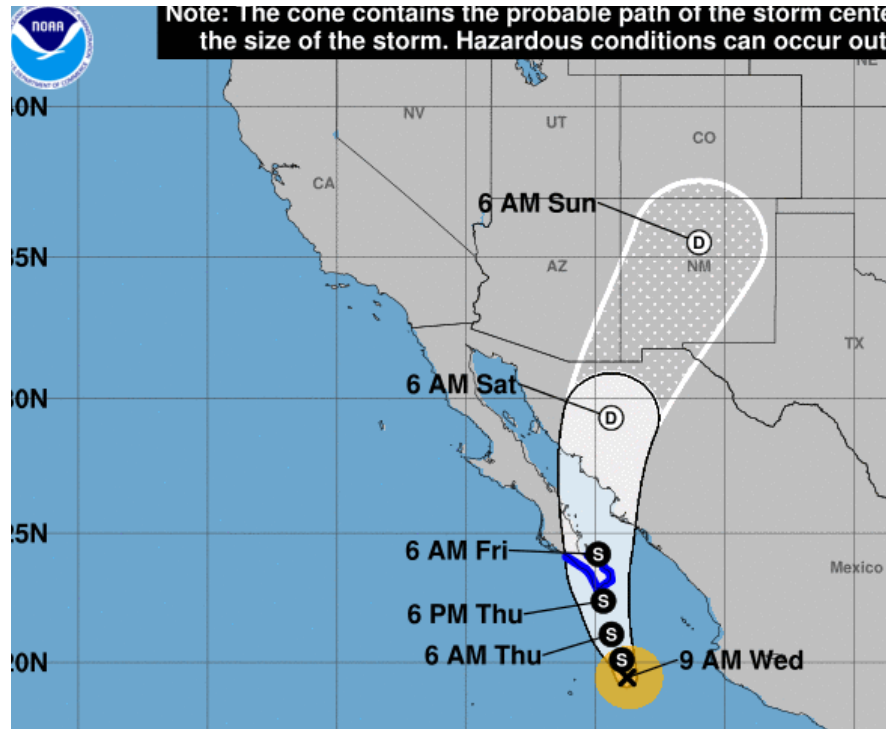 Note: The cone contains the probable path of the storm cente
the size of the storm. Hazardous conditions can occur out
NOAA
NE
40N
NV
UT
CO
CA
6 AM Sun
D
35N
AZ
NM
TX
6 AM Sat
30N
D
25N
6 AM Fri
S
Mexico
6 PM Thu
S
6 AM Thu
S
20N
S
9 AM Wed